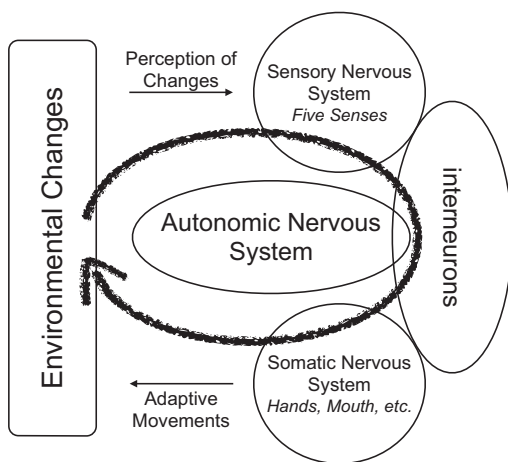 Environmental Changes
Perception of
Changes
Sensory Nervous
System
Five Senses
interneurons
Autonomic Nervous
System
Somatic Nervous
System
Hands, Mouth, etc.
Adaptive
Movements